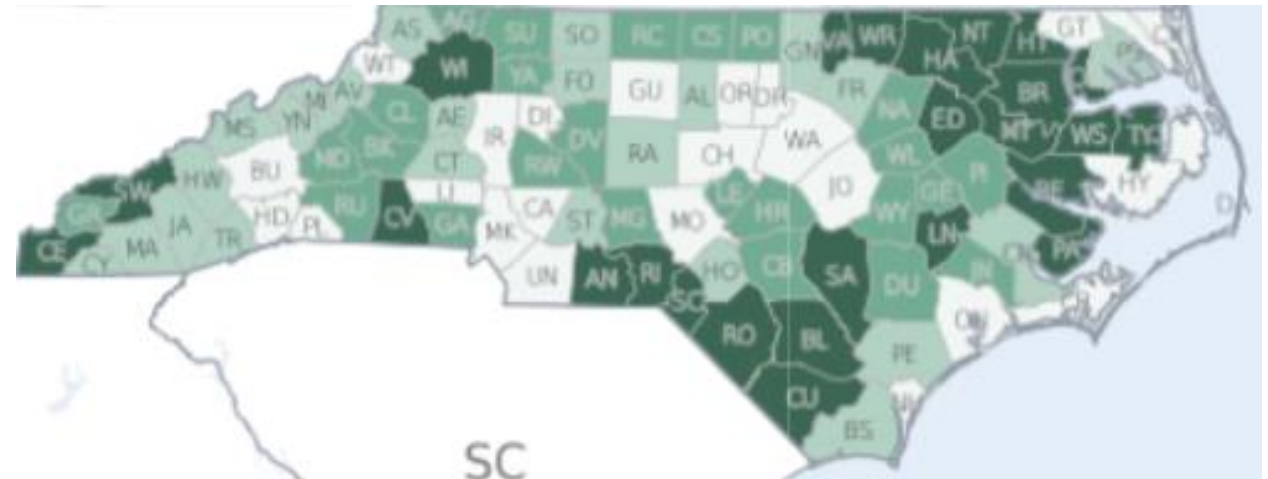 AS AG SU SO RC CS PO GN VA WR NT HT GT
WT WI YA FO GU AL OR DR FR HA BR PS
MI AV CL AE IR DI DV RA CH WA NA ED MT WS TY
MS YN BU MD BK CT RW JO WL PI BE HY
SW HW HD PL RU CV LI GA CA ST MG MO LE HR WY GE LN PA D
GR JA TR MK
CE CY MA UN AN RI HO CB SA DU CR
SC RO BL ON
PE
CU BS
SC